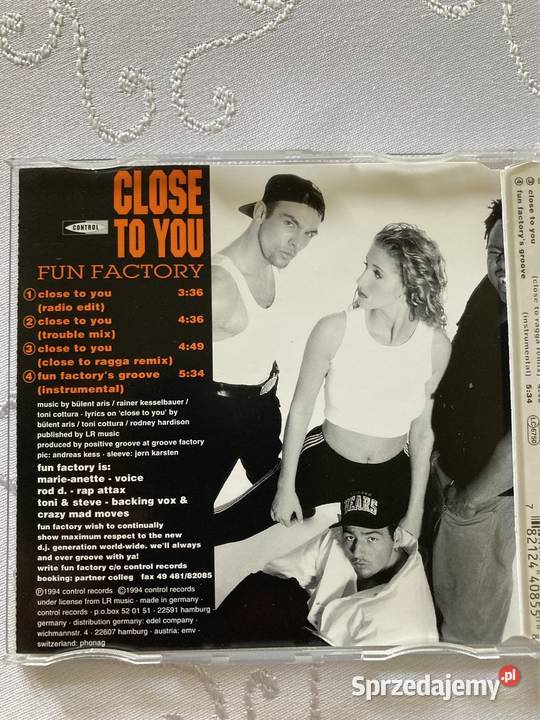 CLOSE
TO YOU
CONTROL
FUN FACTORY
① close to you 3:36
(radio edit)
② close to you 4:36
(trouble mix)
③ close to you 4:49
(close to ragga remix)
④ fun factory's groove 5:34
(instrumental)
music by bülent aris / rainer kesselbauer /
toni cottura - lyrics on 'close to you' by
bülent aris / toni cottura / rodney hardison
published by LR music
produced by positive groove at groove factory
pic: andreas kess - sleeve: jørn karsten
fun factory is:
marie-anette - voice
rod d. - rap attax
toni & steve - backing vox &
crazy mad moves
fun factory wish to continually
show maximum respect to the new
d.j. generation world-wide. we'll always
and ever groove with ya!
write fun factory c/o control records
booking: partner colleg fax 49 481/82085
℗1994 control records ©1994 control records
under license from LR music - made in germany -
control records - p.o.box 52 01 51 - 22591 hamburg -
germany - distribution germany: edel company -
wichmannstr. 4 - 22607 hamburg - austria: emv -
switzerland: phonag
BEARS
③ close to you (close to ragga
④ fun factory's groove (instrumental) 5:34
LC 6750
7 82124 40855
Sprzedajemy.pl